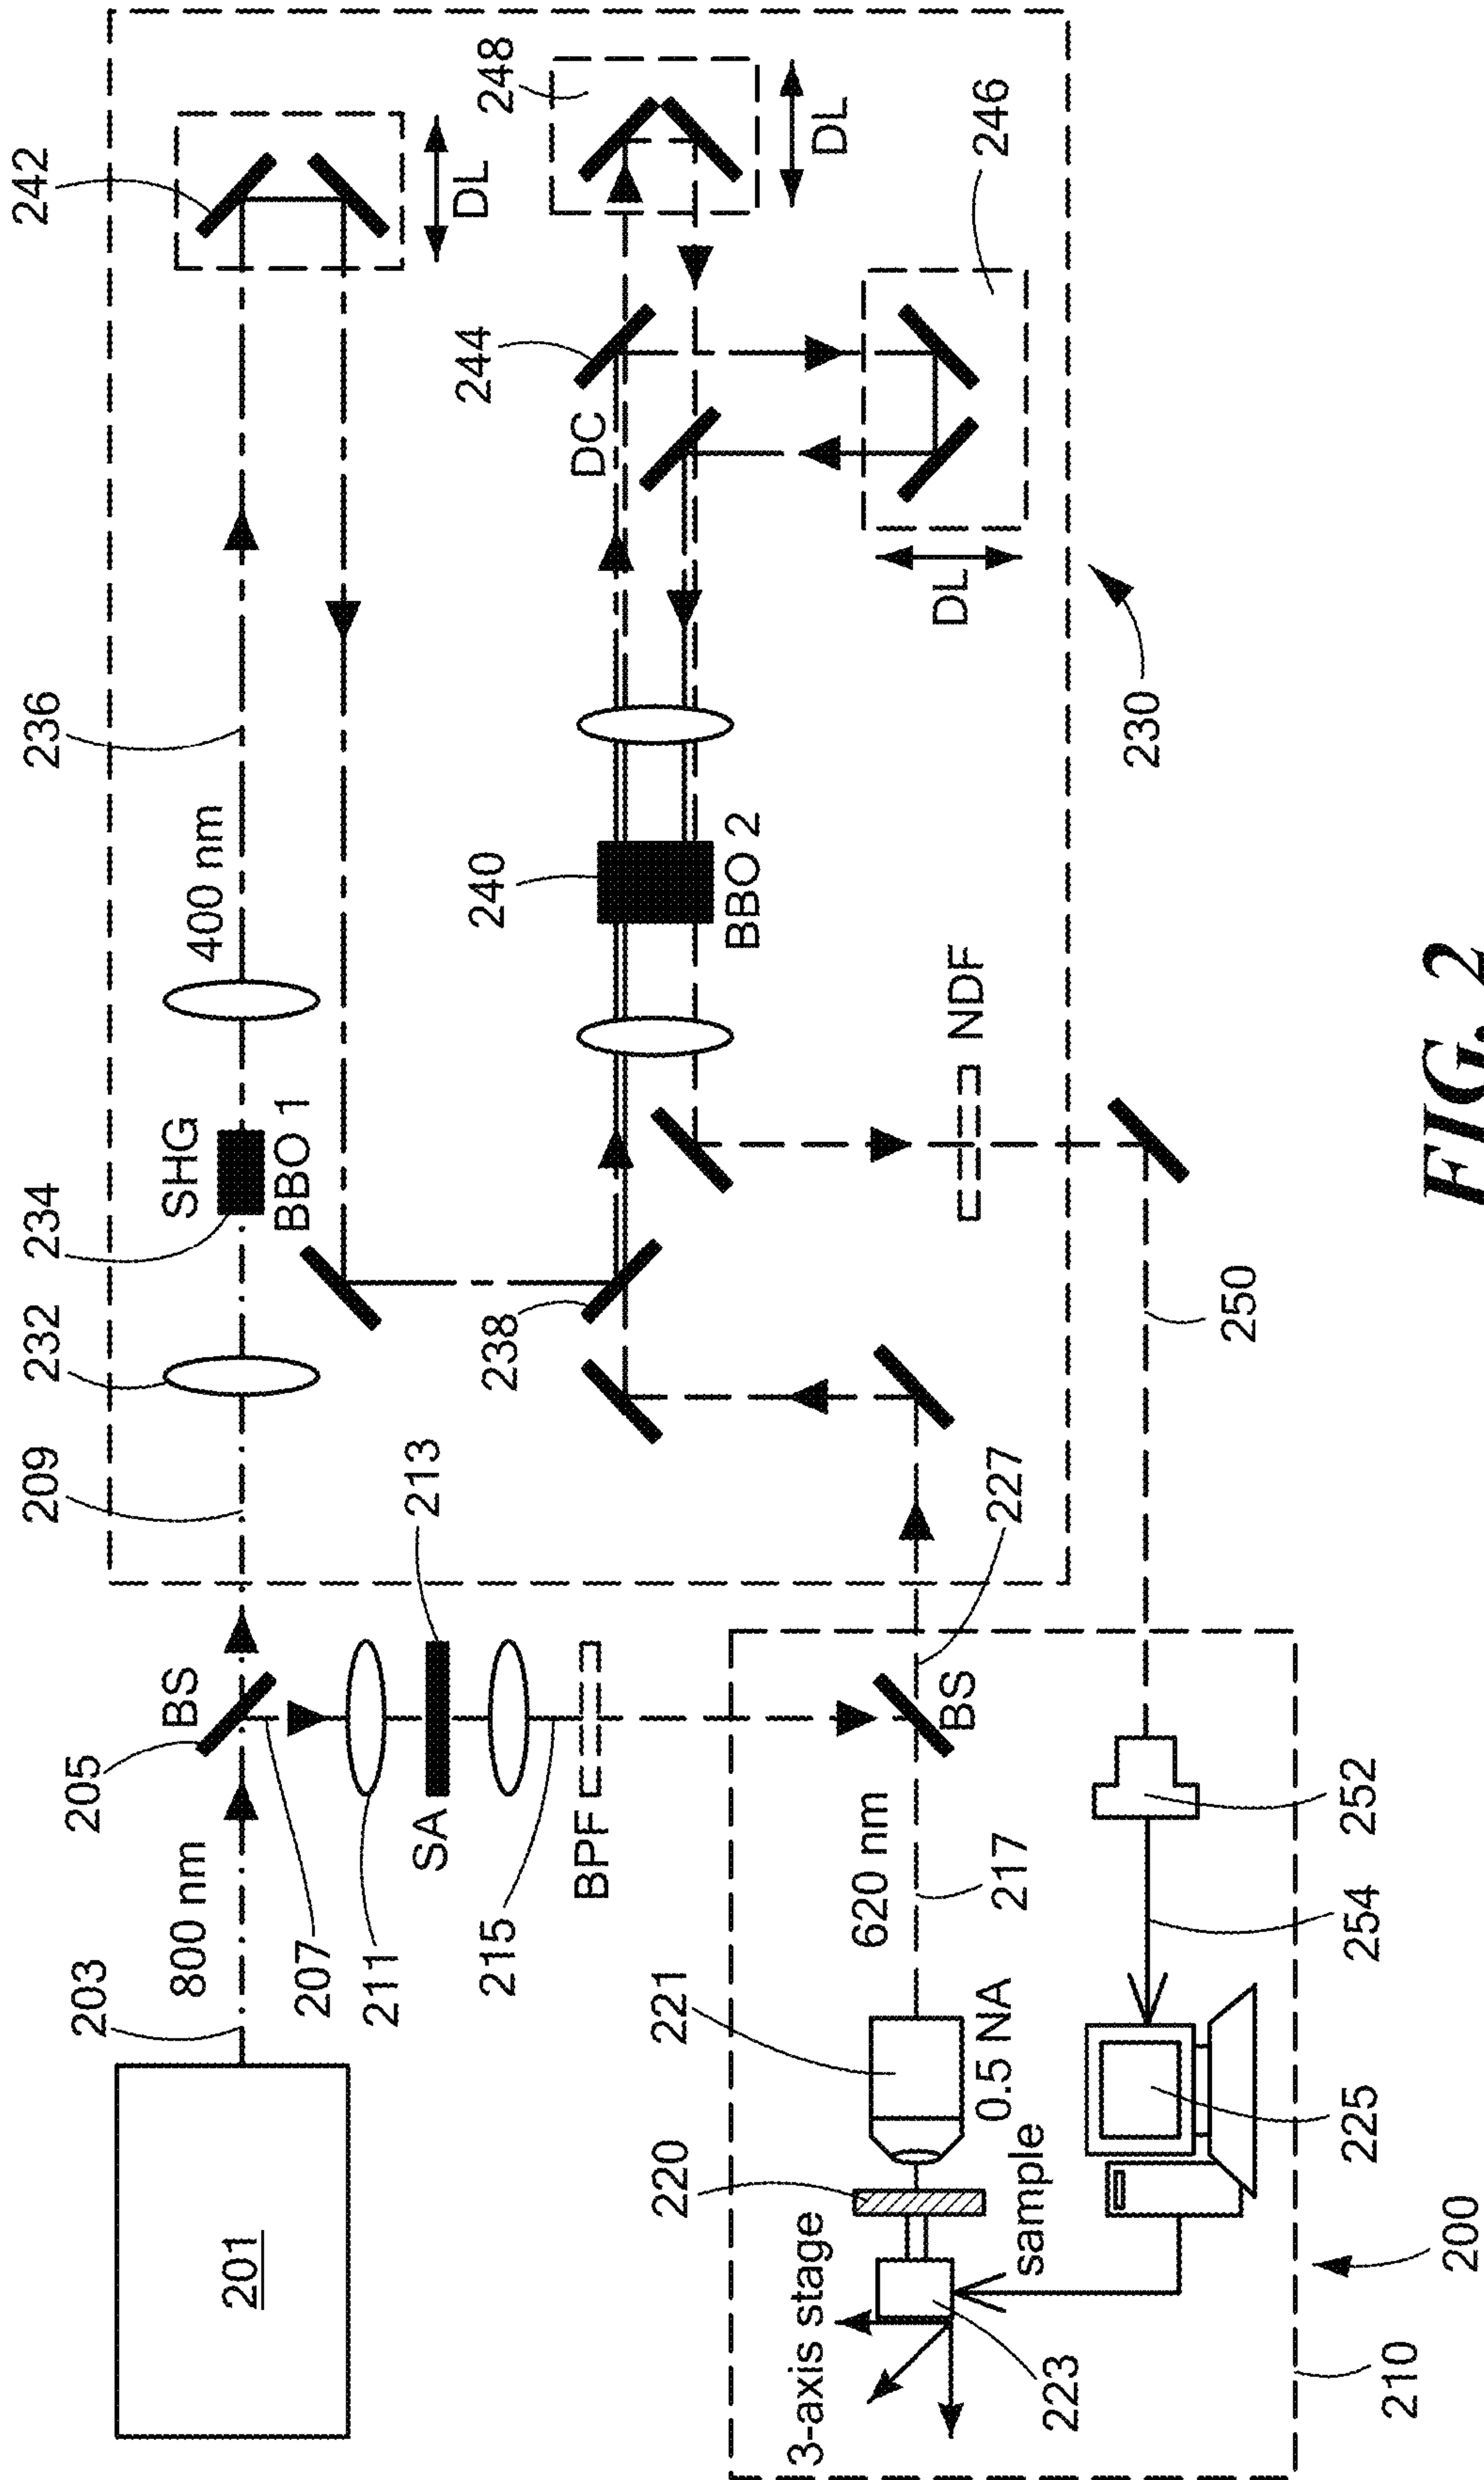 242
248
DL
DL
246
236
400 nm
244
DC
DL
240
BBO 2
230
234
SHG
BBO 1
NDF
232
238
250
209
213
227
205
BS
SA
BPF
BS
252
203
800 nm
207
211
215
620 nm
217
254
201
221
0.5 NA
220
sample
225
3-axis stage
223
210
200
FIG. 2